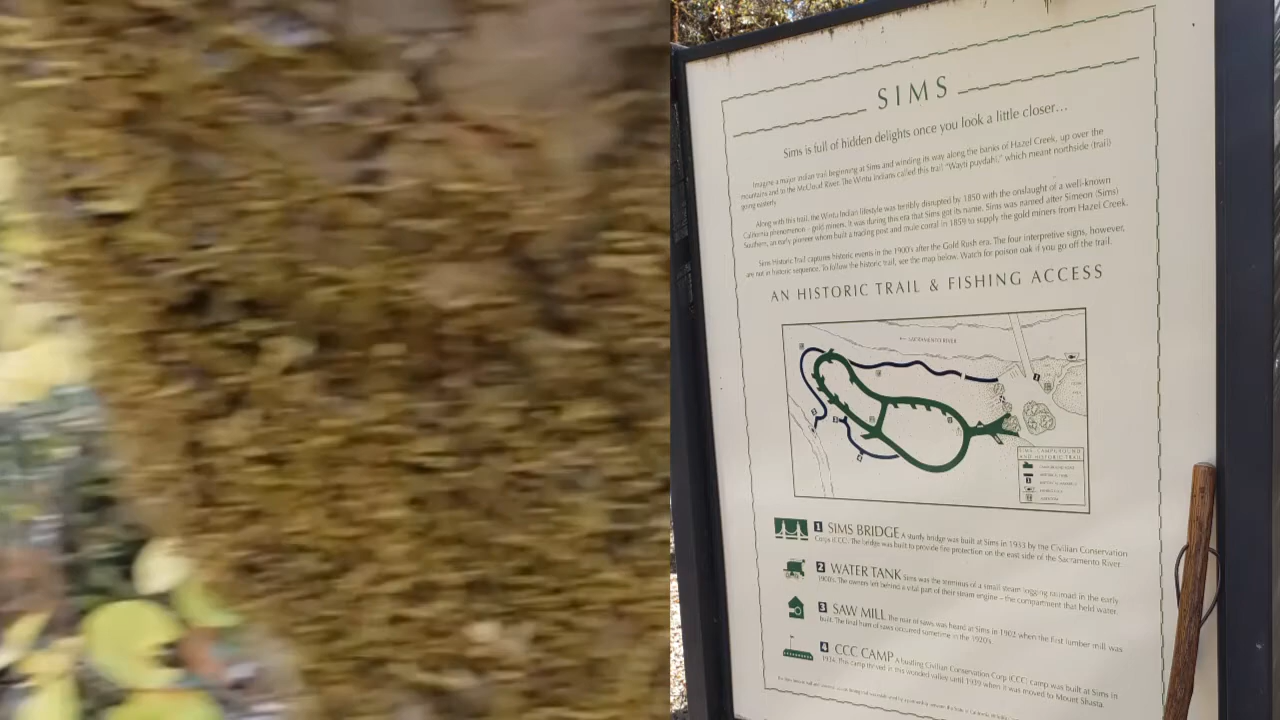 SIMS
Sims is full of hidden delights once you look a little closer...
Imagine a major indian trail beginning at Sims and winding its way along the banks of Hazel Creek, up over the
mountains and to the McCloud River. The Wintu Indians called this trail "Wayti puydahl," which meant northside (trail)
going easterly.
Along with this trail, the Wintu Indian lifestyle was terribly disrupted by 1850 with the onslaught of a well-known
California phenomenon - gold miners. It was during this era that Sims got its name. Sims was named after Simeon (Sims)
Southern, an early pioneer whom built a trading post and mule corral in 1859 to supply the gold miners from Hazel Creek.
Sims Historic Trail captures historic events in the 1900's after the Gold Rush era. The four interpretive signs, however,
are not in historic sequence. To follow the historic trail, see the map below. Watch for poison oak if you go off the trail.
AN HISTORIC TRAIL & FISHING ACCESS
← SACRAMENTO RIVER
SIMS CAMPGROUND
AND HISTORIC TRAIL
1 SIMS BRIDGE A sturdy bridge was built at Sims in 1933 by the Civilian Conservation
Corps (CCC). The bridge was built to provide fire protection on the east side of the Sacramento River.
2 WATER TANK Sims was the terminus of a small steam logging railroad in the early
1900's. The owners left behind a vital part of their steam engine - the compartment that held water.
3 SAW MILL The roar of saws was heard at Sims in 1902 when the first lumber mill was
built. The final hum of saws occurred sometime in the 1920's.
4 CCC CAMP A bustling Civilian Conservation Corp (CCC) camp was built at Sims in
1934. This camp thrived in this wooded valley until 1939 when it was moved to Mount Shasta.